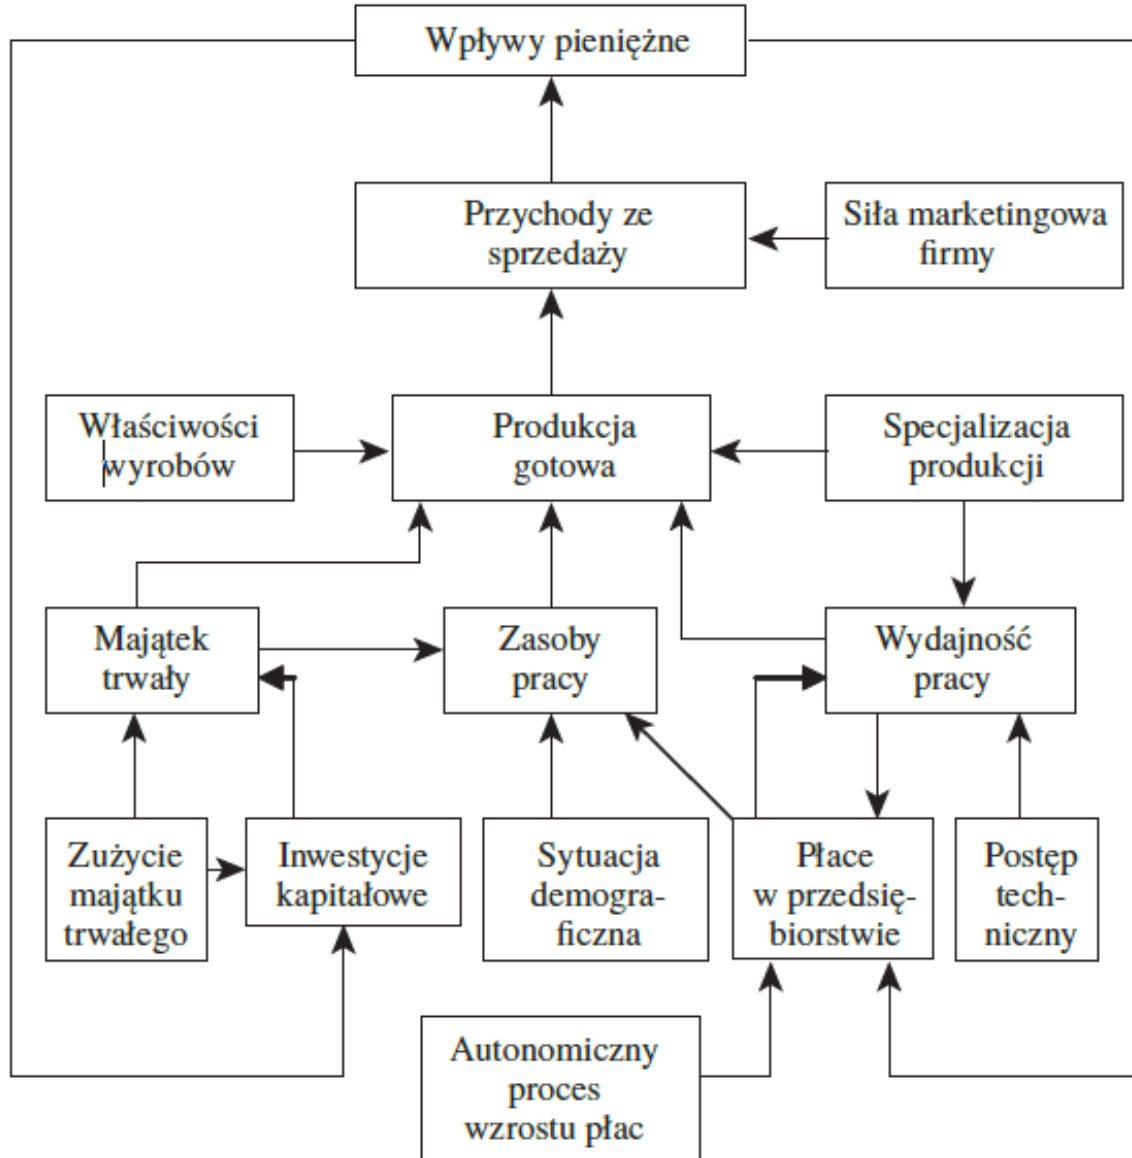 Wpływy pieniężne
Przychody ze
sprzedaży
Siła marketingowa
firmy
Właściwości
wyrobów
Produkcja
gotowa
Specjalizacja
produkcji
Majątek
trwały
Zasoby
pracy
Wydajność
pracy
Zużycie
majątku
trwałego
Inwestycje
kapitałowe
Sytuacja
demogra-
ficzna
Płace
w przedsię-
biorstwie
Postęp
tech-
niczny
Autonomiczny
proces
wzrostu płac